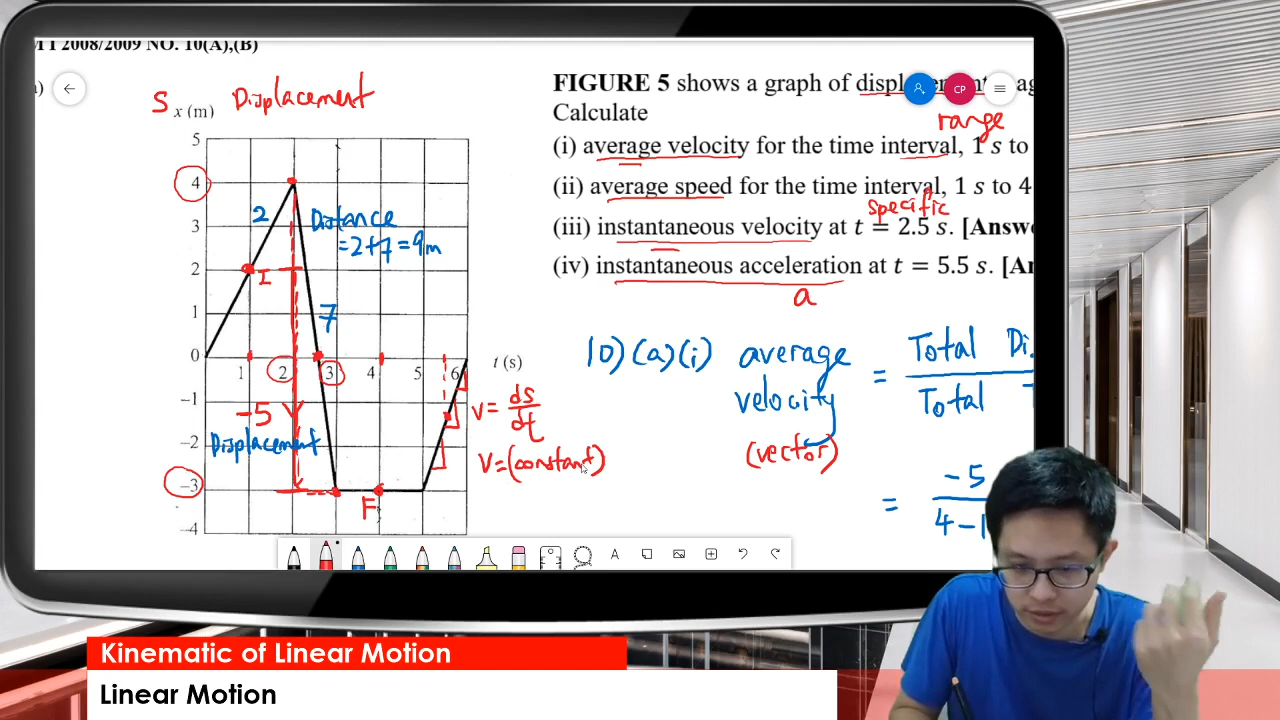 M I 2008/2009 NO. 10(A),(B)
S x (m) Displacement
FIGURE 5 shows a graph of
Calculate
range
(i) average velocity for the time interval, 1 s to
(ii) average speed for the time interval, 1 s to 4
specific
(iii) instantaneous velocity at t = 2.5 s. [Answ
(iv) instantaneous acceleration at t = 5.5 s. [An
a
CP
5
4
3
2
1
0
-1
-2
-3
-4
1 2 3 4 5 6 t (s)
2
Distance
= 2+7 = 9m
I
7
-5
Displacement
F
V = ds/dt
V = (constant)
10) (a) (i) average velocity = Total Di / Total T
(vector)
= -5 / 4-1
A
Kinematic of Linear Motion
Linear Motion